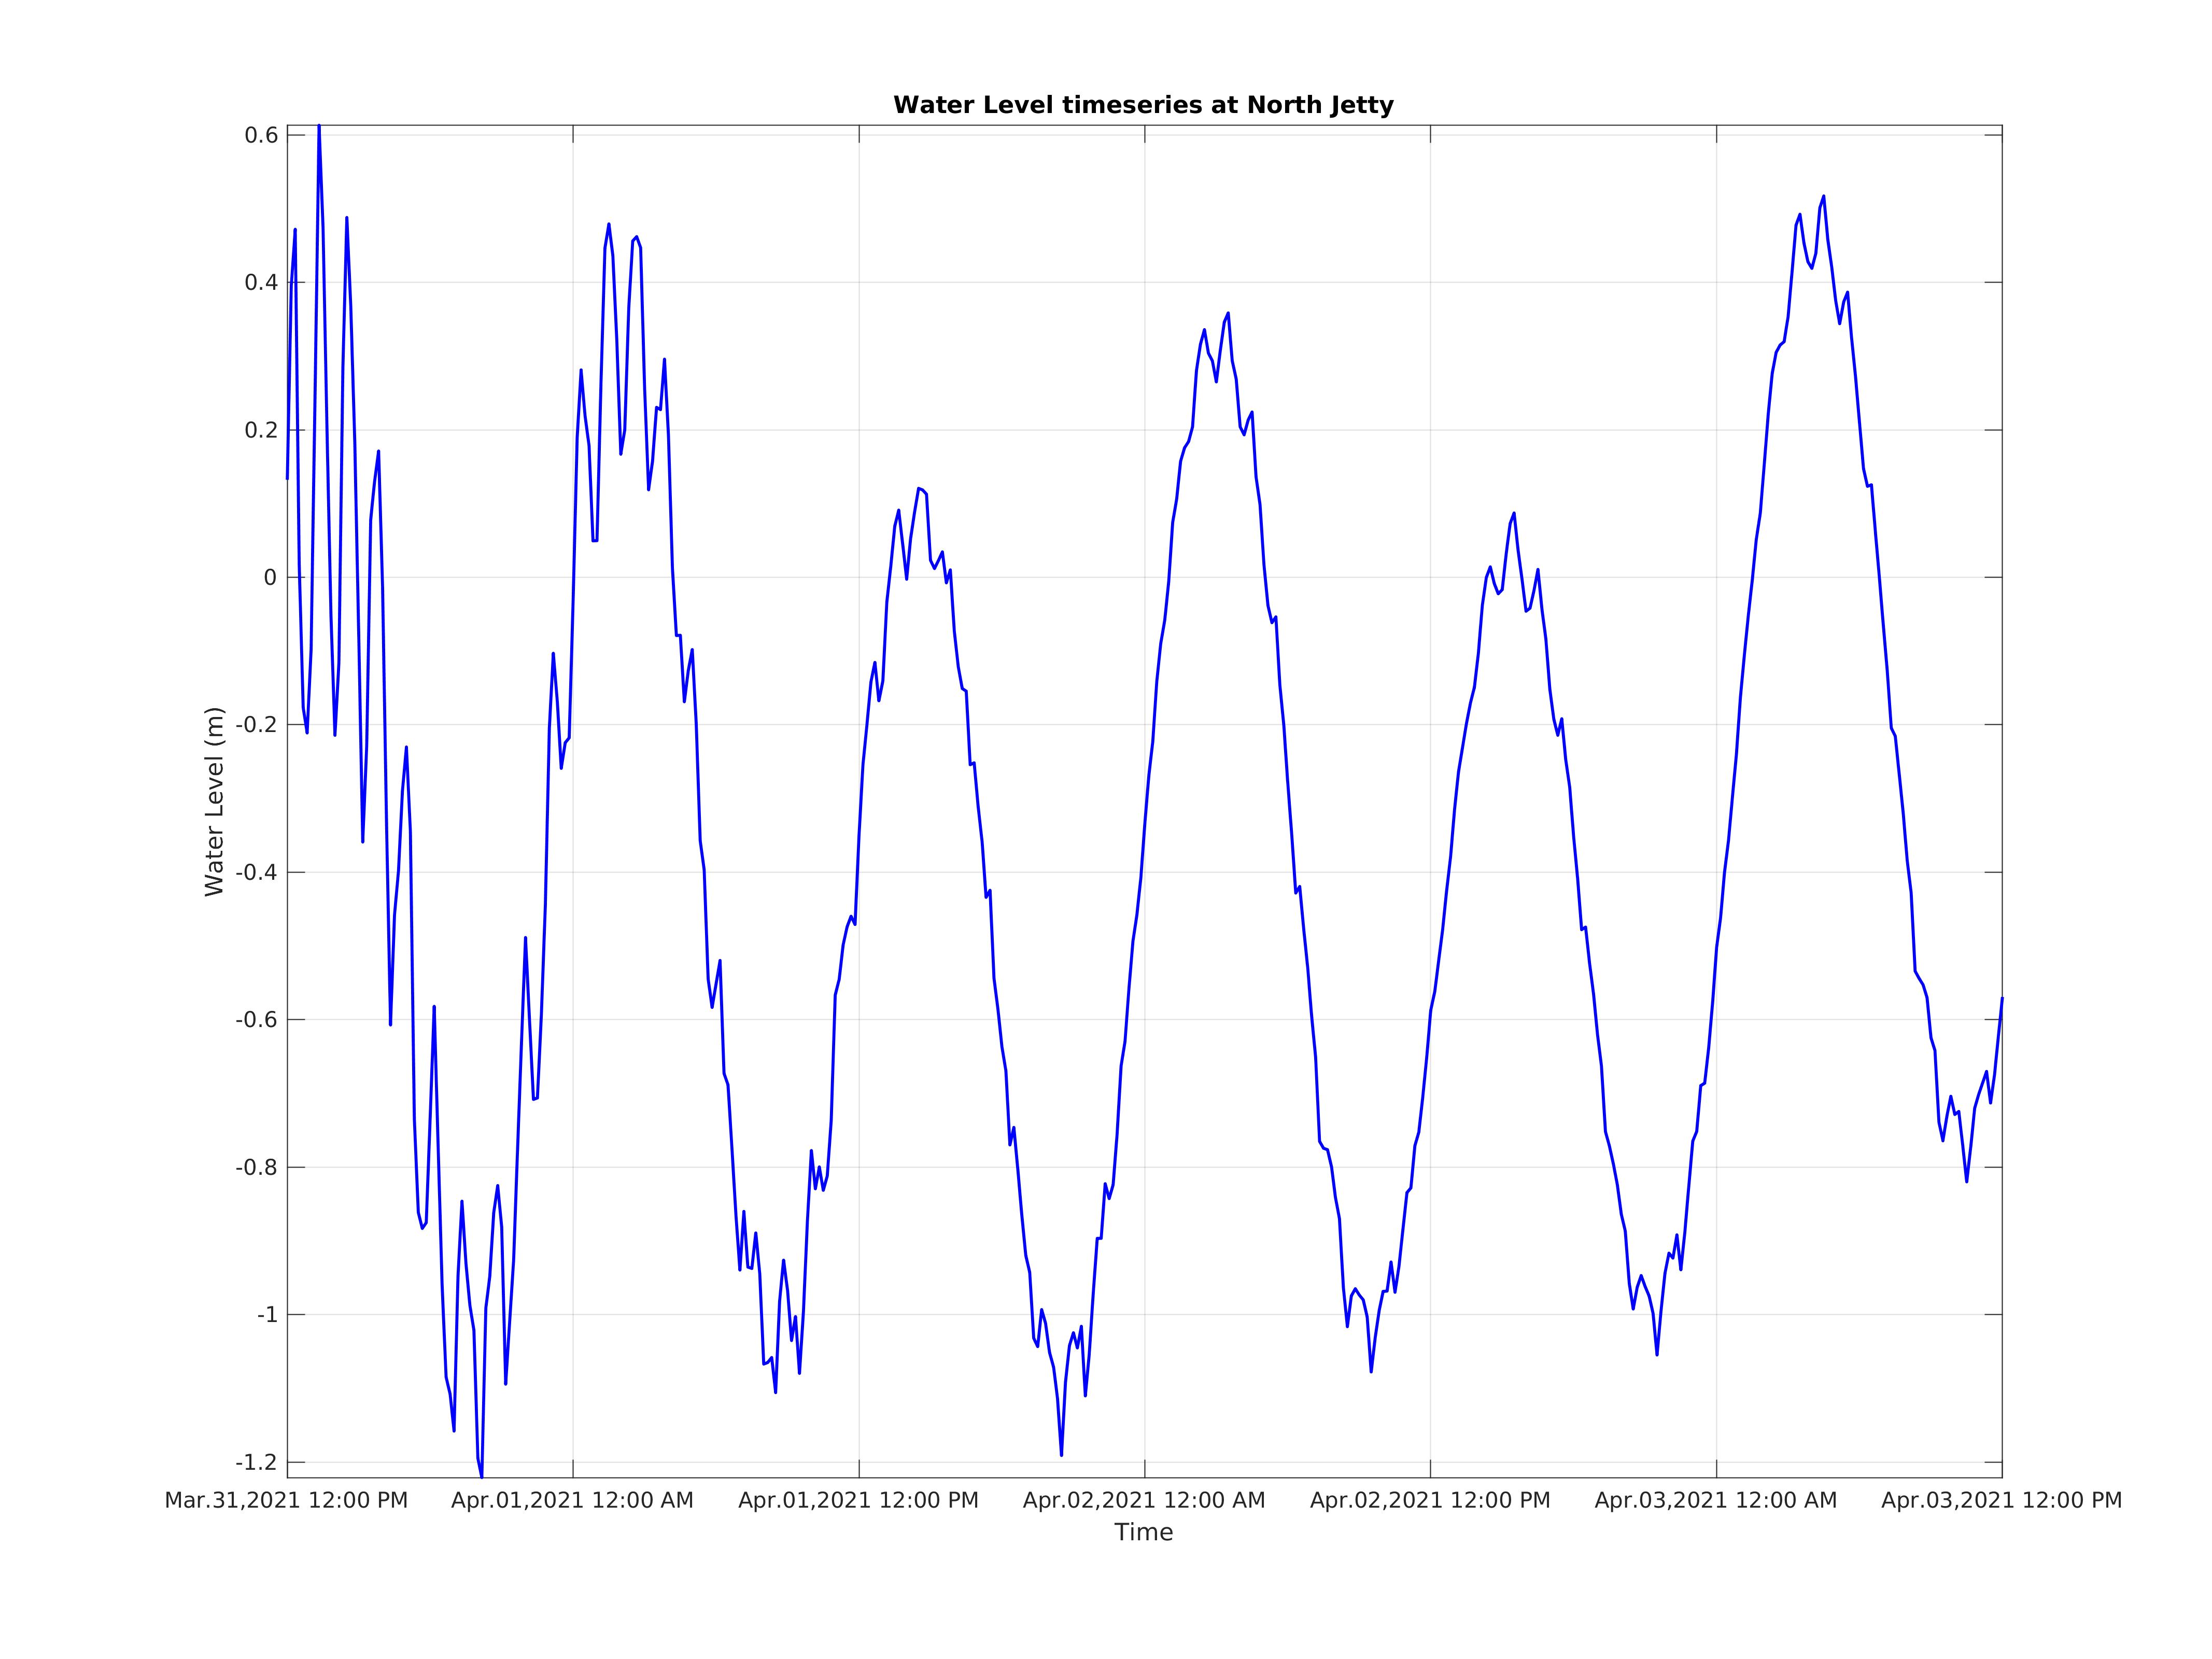 Water Level timeseries at North Jetty
0.6
0.4
0.2
0
-0.2
-0.4
-0.6
-0.8
-1
-1.2
Water Level (m)
Mar.31,2021 12:00 PM Apr.01,2021 12:00 AM Apr.01,2021 12:00 PM Apr.02,2021 12:00 AM Apr.02,2021 12:00 PM Apr.03,2021 12:00 AM Apr.03,2021 12:00 PM
Time